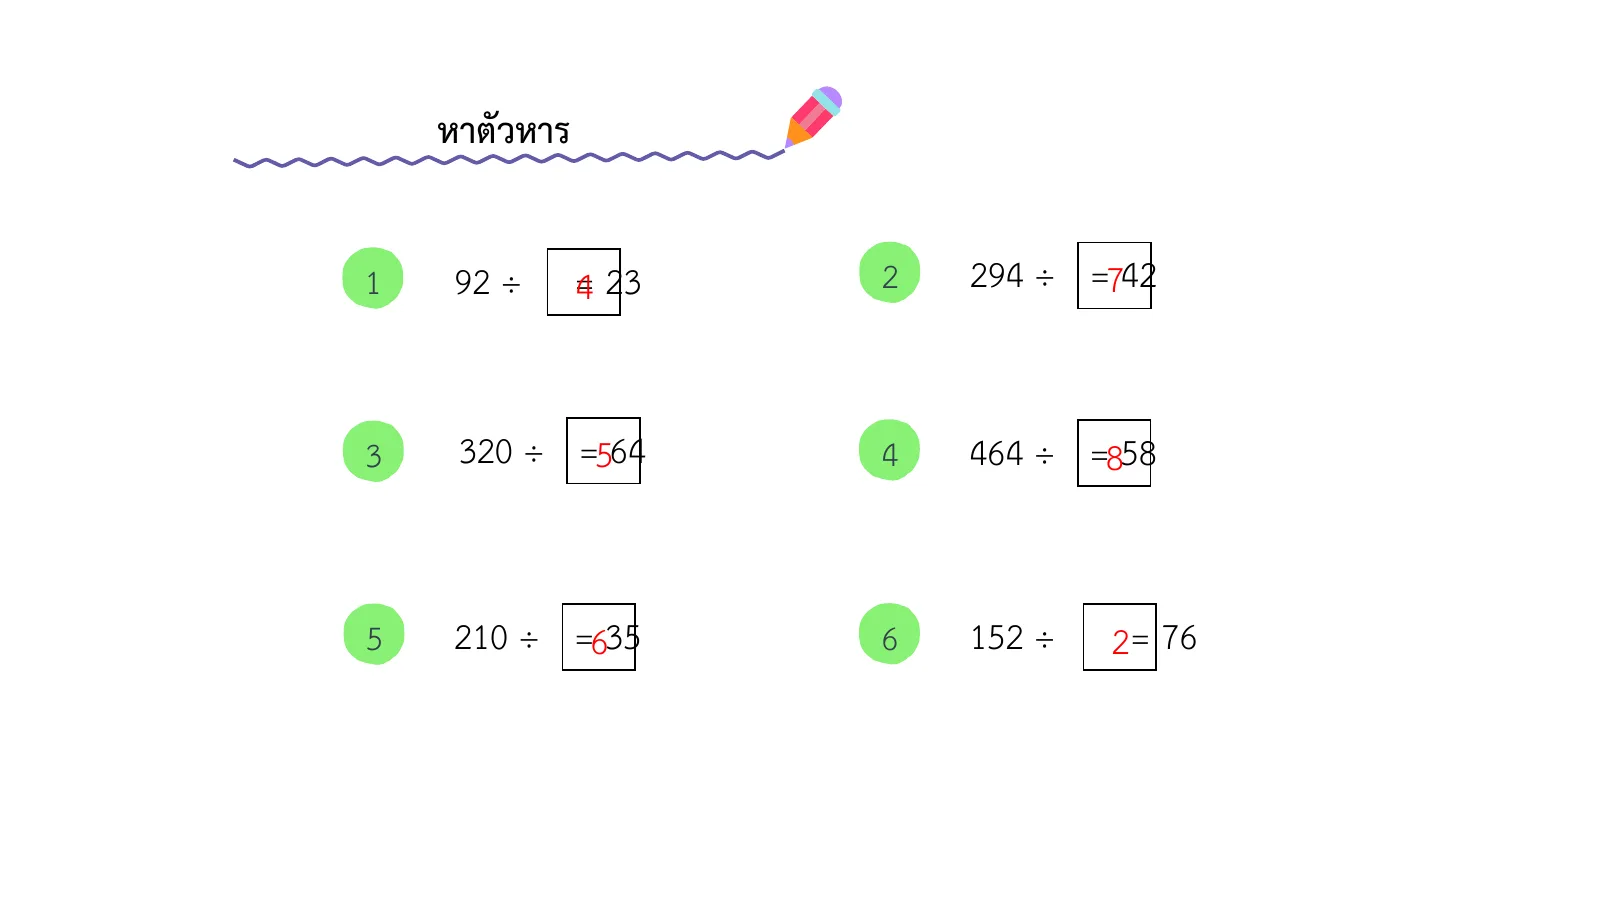 หาตัวหาร
1 92 ÷ 4 = 23
2 294 ÷ 7 = 42
3 320 ÷ 5 = 64
4 464 ÷ 8 = 58
5 210 ÷ 6 = 35
6 152 ÷ 2 = 76